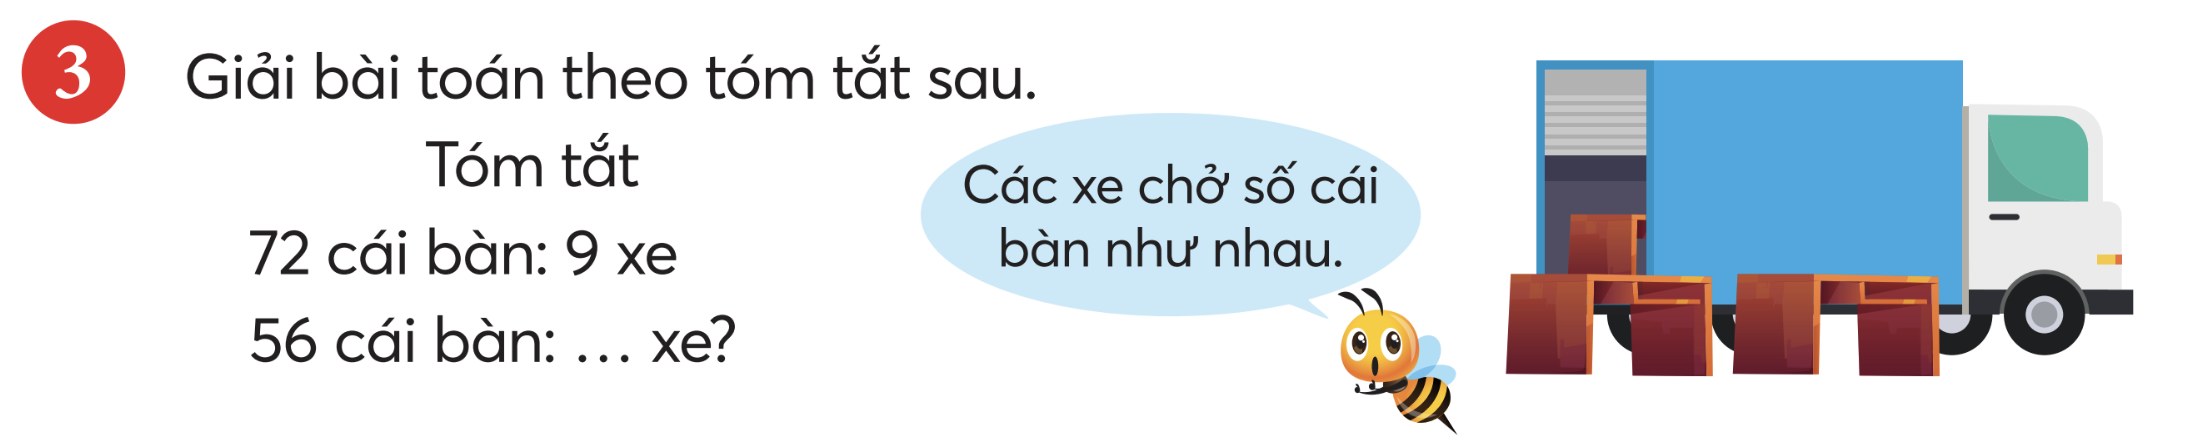 3
Giải bài toán theo tóm tắt sau.
Tóm tắt
72 cái bàn: 9 xe
56 cái bàn: ... xe?
Các xe chở số cái
bàn như nhau.